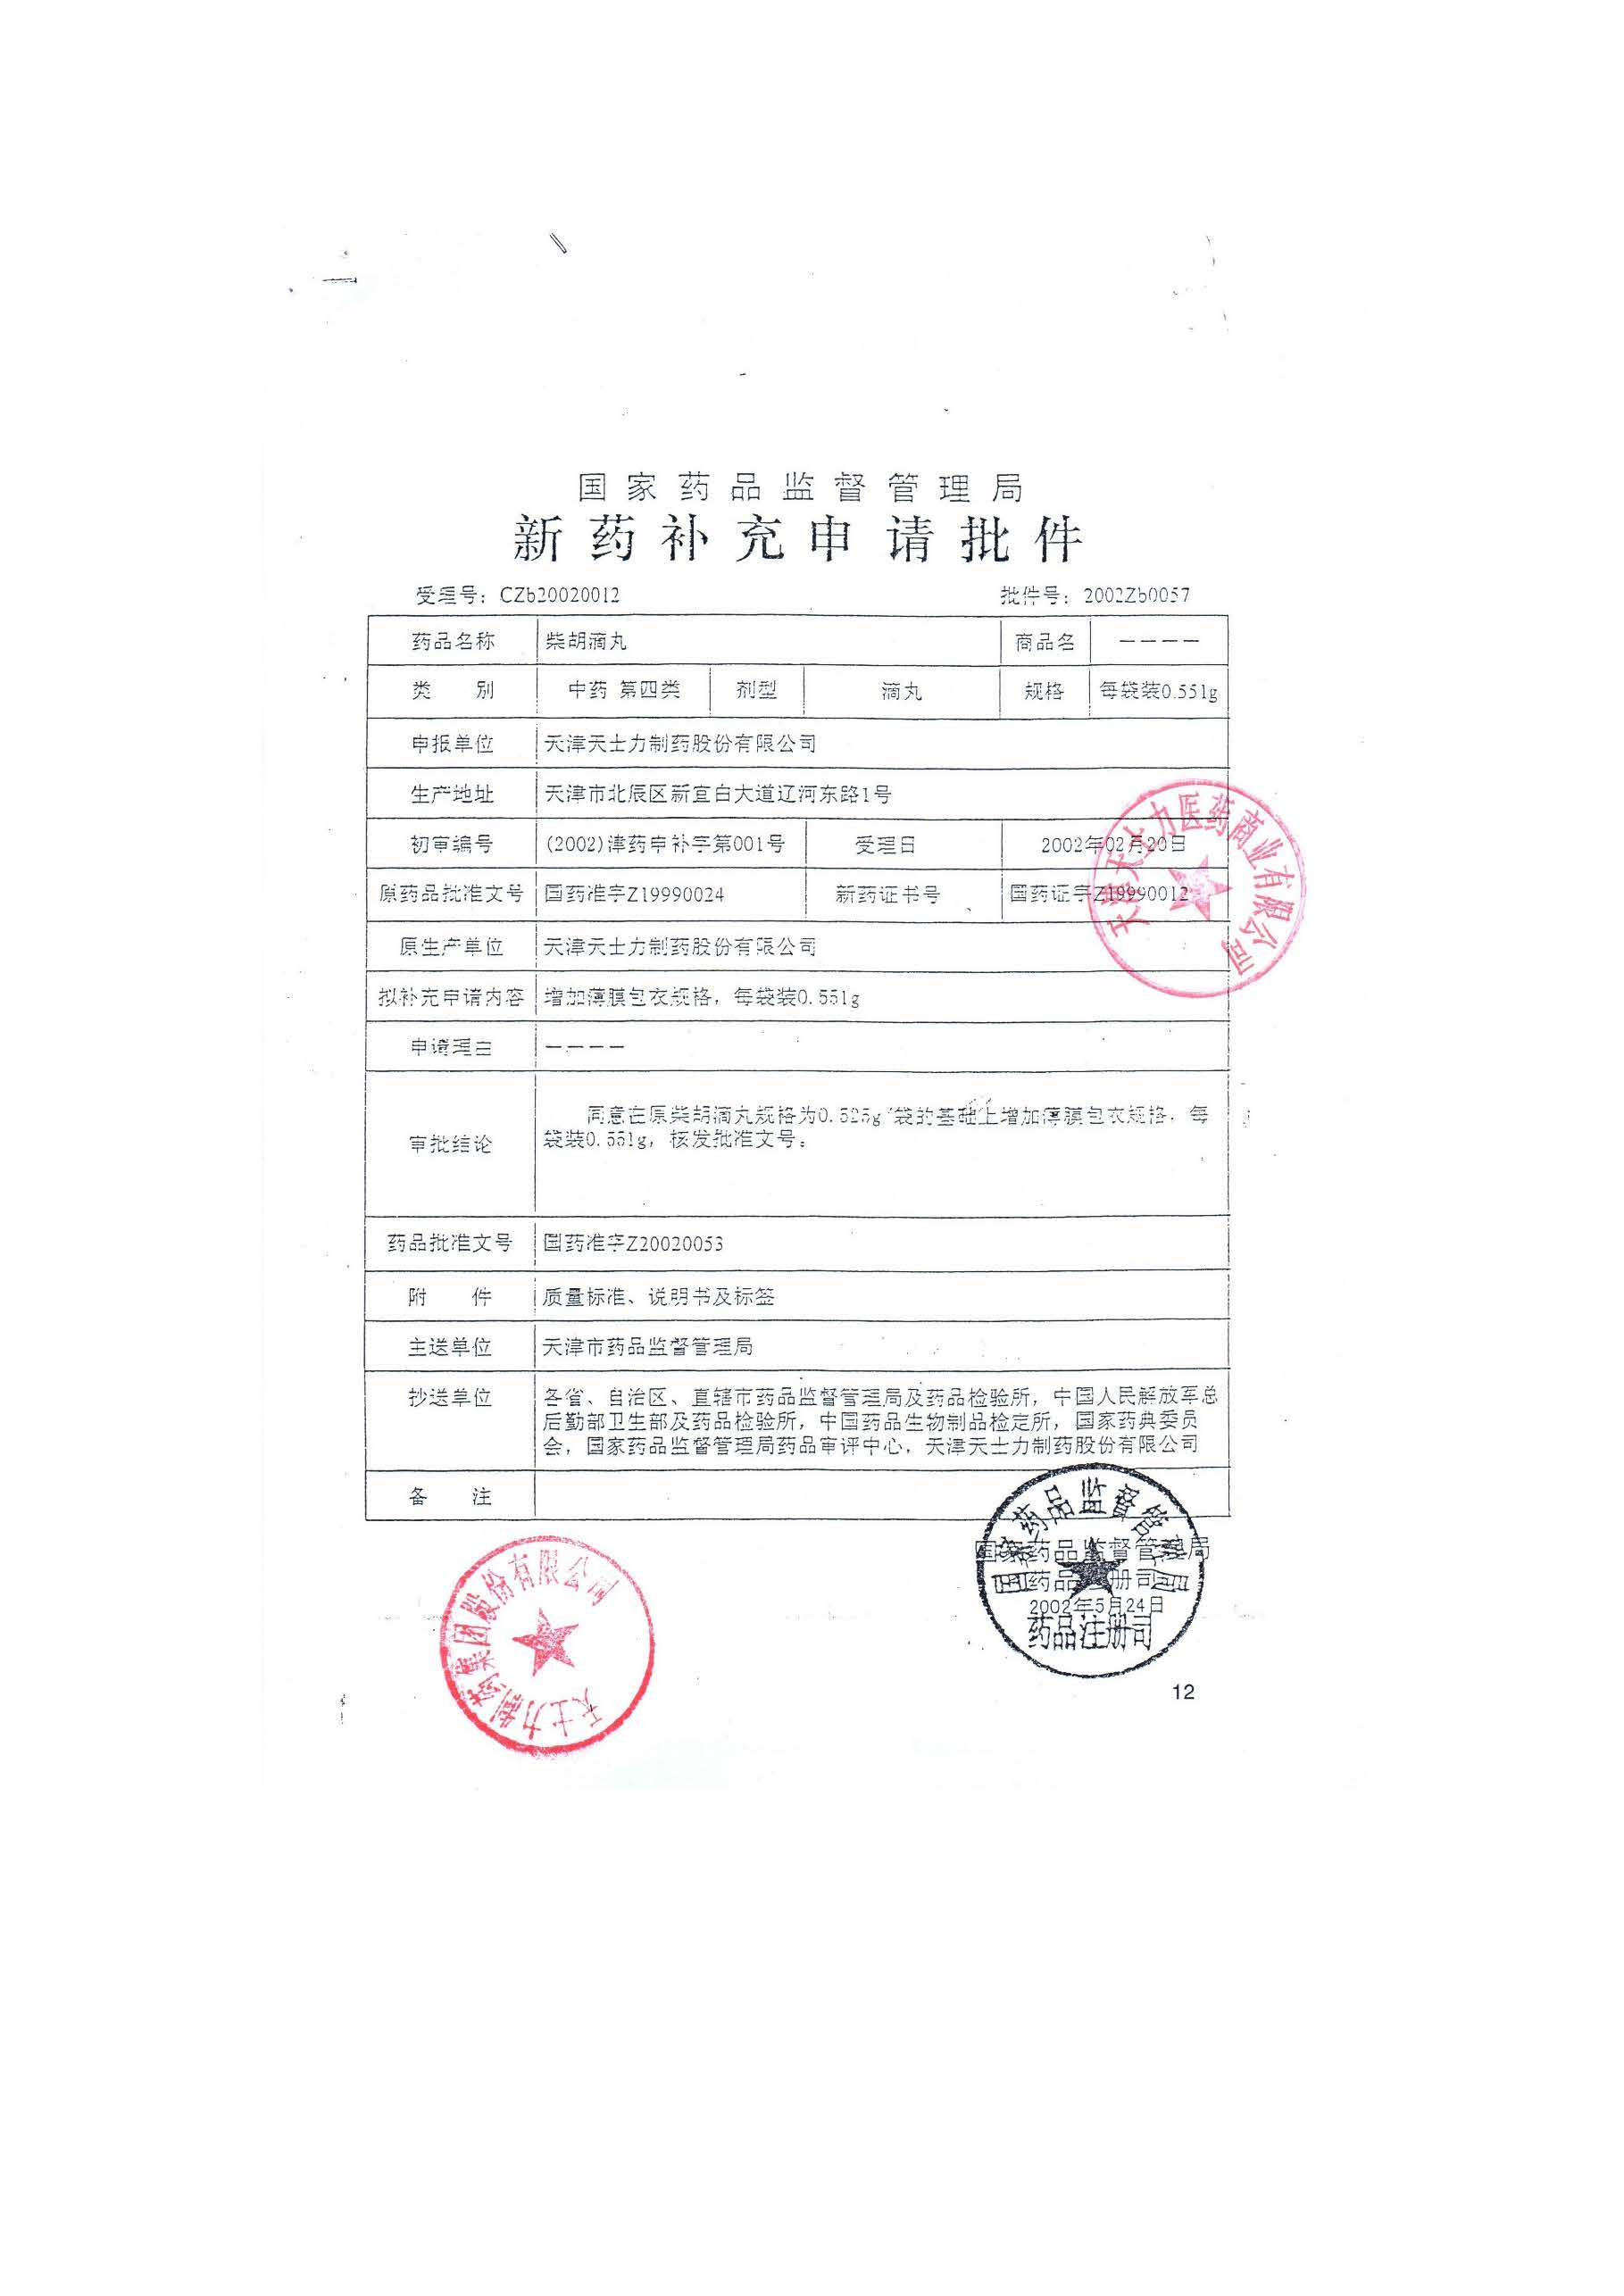 国家药品监督管理局
新药补充申请批件
受理号：CZb20020012 批件号：2002Zb0057
药品名称 柴胡滴丸 商品名 ————
类 别 中药 第四类 剂型 滴丸 规格 每袋装0.551g
申报单位 天津天士力制药股份有限公司
生产地址 天津市北辰区新宜白大道辽河东路1号
初审编号 (2002)津药申补字第001号 受理日 2002年02月20日
原药品批准文号 国药准字Z19990024 新药证书号 国药证字Z19990012
原生产单位 天津天士力制药股份有限公司
拟补充申请内容 增加薄膜包衣规格，每袋装0.551g
申请理由 ————
审批结论 同意在原柴胡滴丸规格为0.525g/袋的基础上增加薄膜包衣规格，每
袋装0.551g，核发批准文号：
药品批准文号 国药准字Z20020053
附 件 质量标准、说明书及标签
主送单位 天津市药品监督管理局
抄送单位 各省、自治区、直辖市药品监督管理局及药品检验所，中国人民解放军总
后勤部卫生部及药品检验所，中国药品生物制品检定所，国家药典委员
会，国家药品监督管理局药品审评中心，天津天士力制药股份有限公司
备 注
天津天士力医药商业有限公司
天士力制药集团股份有限公司
国家药品监督管理局
药品注册司
国家药品监督管理局
药品注册司
2002年5月24日
12